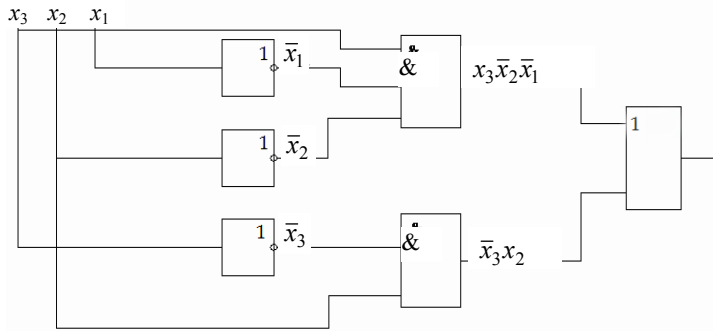 x₃ x₂ x₁
1 x̄₁
& x₃x̄₂x̄₁
1
1 x̄₂
1 x̄₃
& x̄₃x₂